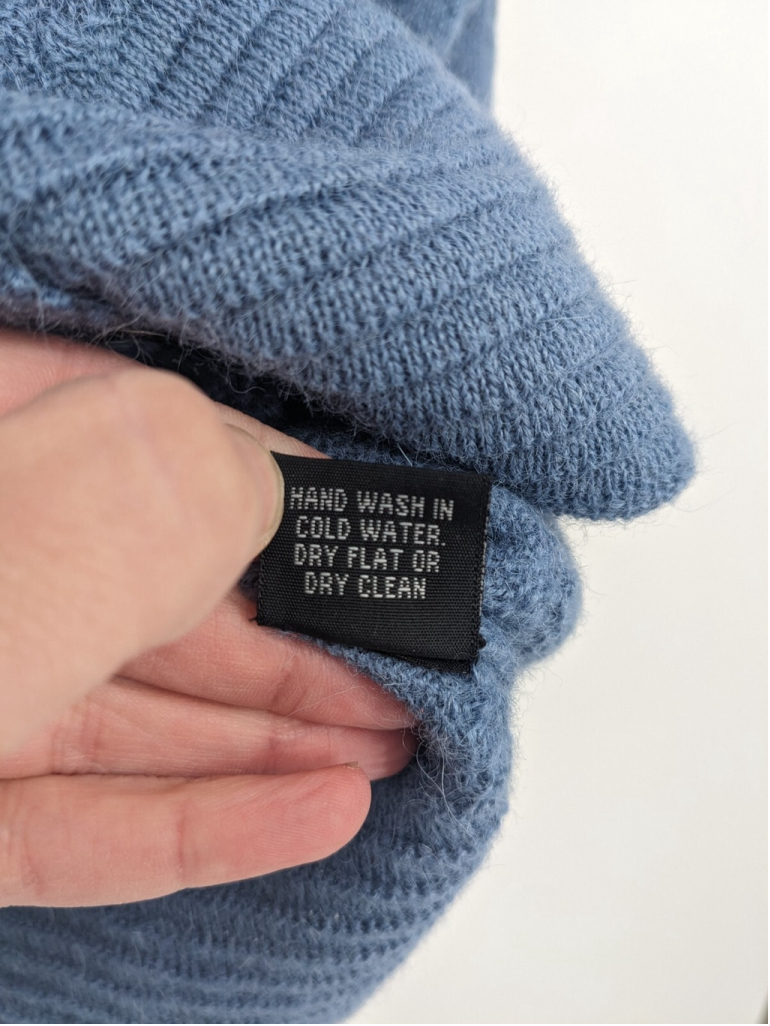 HAND WASH IN
COLD WATER.
DRY FLAT OR
DRY CLEAN